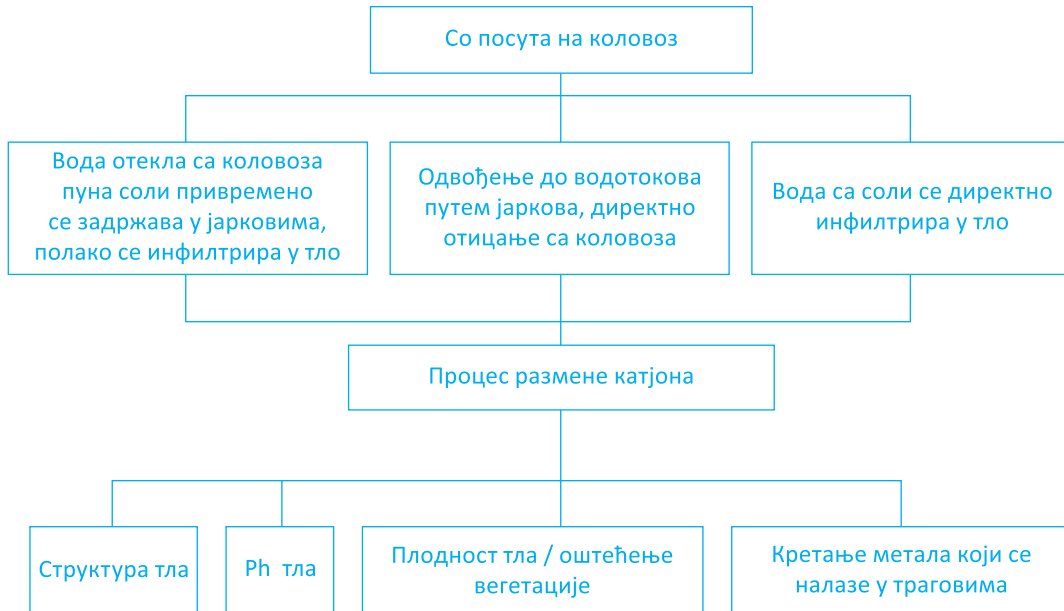 Со посута на коловоз
Вода отекла са коловоза
пуна соли привремено
се задржава у јарковима,
полако се инфилтрира у тло
Одвођење до водотокова
путем јаркова, директно
отицање са коловоза
Вода са соли се директно
инфилтрира у тло
Процес размене катјона
Структура тла
Ph тла
Плодност тла / оштећење
вегетације
Кретање метала који се
налазе у траговима